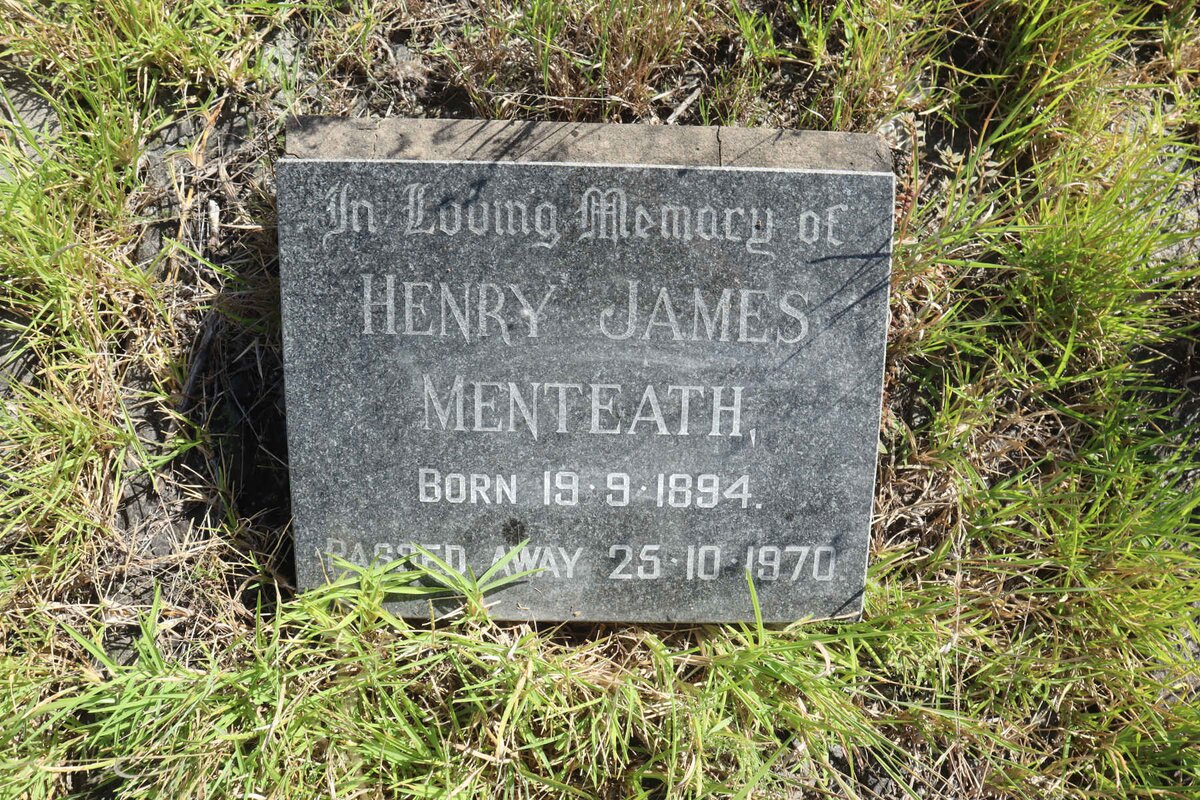 In Loving Memory of
HENRY JAMES
MENTEATH,
BORN 19·9·1894.
PASSED AWAY 25·10·1970.